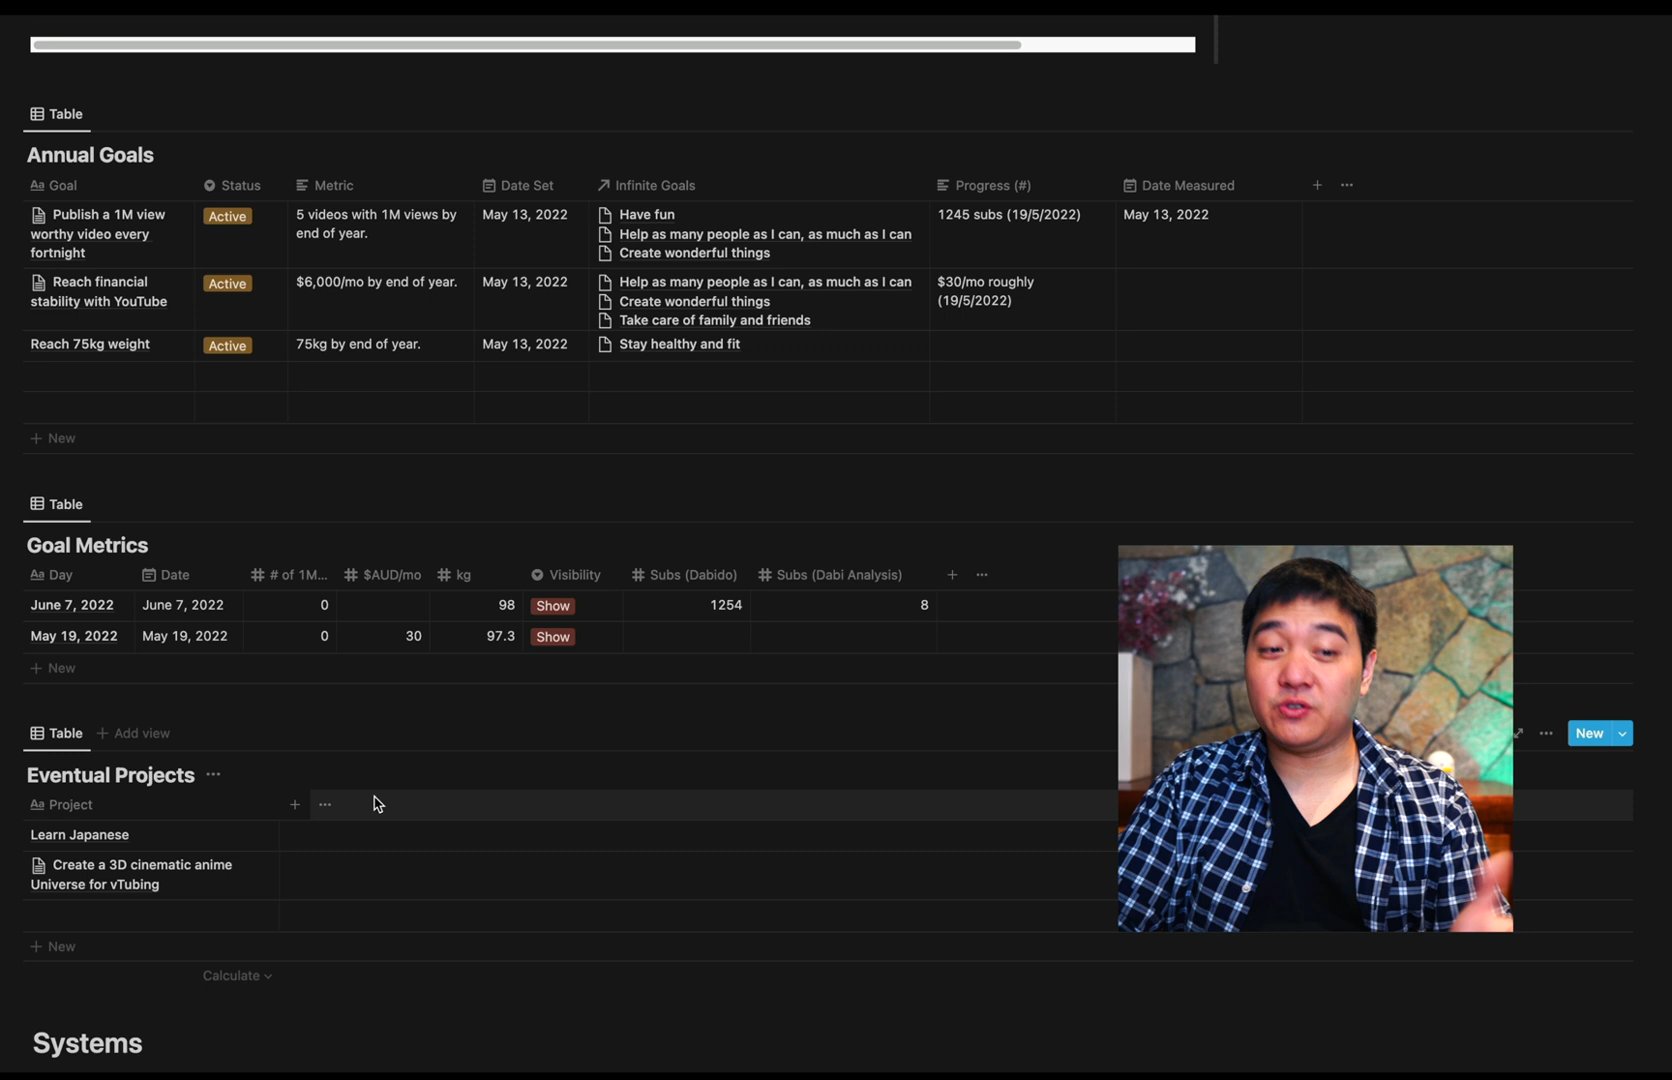 Table
Annual Goals
Aa Goal Status Metric Date Set Infinite Goals Progress (#) Date Measured + ...
Publish a 1M view Active 5 videos with 1M views by May 13, 2022 Have fun 1245 subs (19/5/2022) May 13, 2022
worthy video every end of year. Help as many people as I can, as much as I can
fortnight Create wonderful things
Reach financial Active $6,000/mo by end of year. May 13, 2022 Help as many people as I can, as much as I can $30/mo roughly
stability with YouTube Create wonderful things (19/5/2022)
Take care of family and friends
Reach 75kg weight Active 75kg by end of year. May 13, 2022 Stay healthy and fit
+ New
Table
Goal Metrics
Aa Day Date # # of 1M... # $AUD/mo # kg Visibility # Subs (Dabido) # Subs (Dabi Analysis) + ...
June 7, 2022 June 7, 2022 0 98 Show 1254 8
May 19, 2022 May 19, 2022 0 30 97.3 Show
+ New
Table + Add view ... New
Eventual Projects ...
Aa Project + ...
Learn Japanese
Create a 3D cinematic anime
Universe for vTubing
+ New
Calculate
Systems